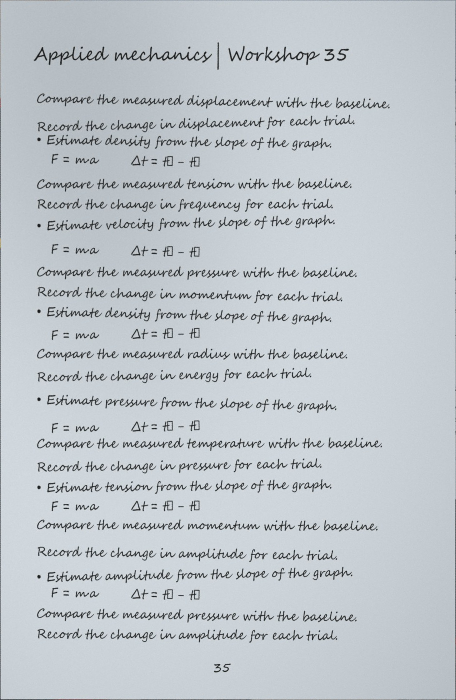 Applied mechanics | Workshop 35
Compare the measured displacement with the baseline.
Record the change in displacement for each trial.
• Estimate density from the slope of the graph.
F = ma Δt = t□ − t□
Compare the measured tension with the baseline.
Record the change in frequency for each trial.
• Estimate velocity from the slope of the graph.
F = ma Δt = t□ − t□
Compare the measured pressure with the baseline.
Record the change in momentum for each trial.
• Estimate density from the slope of the graph.
F = ma Δt = t□ − t□
Compare the measured radius with the baseline.
Record the change in energy for each trial.
• Estimate pressure from the slope of the graph.
F = ma Δt = t□ − t□
Compare the measured temperature with the baseline.
Record the change in pressure for each trial.
• Estimate tension from the slope of the graph.
F = ma Δt = t□ − t□
Compare the measured momentum with the baseline.
Record the change in amplitude for each trial.
• Estimate amplitude from the slope of the graph.
F = ma Δt = t□ − t□
Compare the measured pressure with the baseline.
Record the change in amplitude for each trial.
35